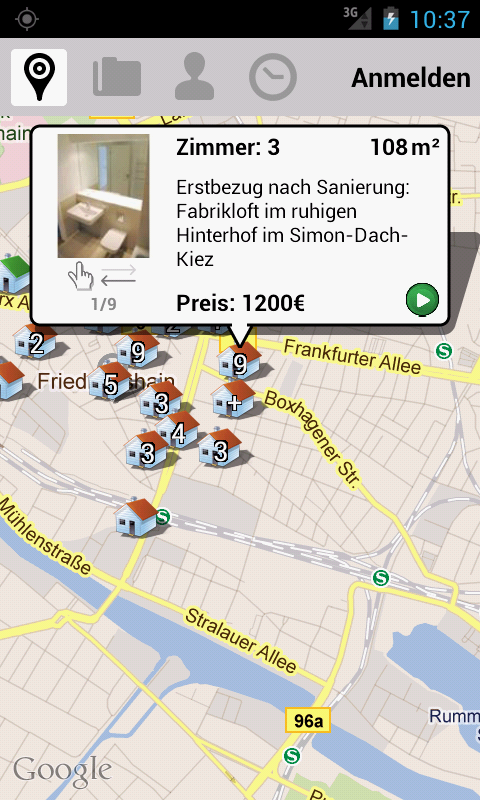 3G
10:37
Anmelden
Zimmer: 3
108 m²
Erstbezug nach Sanierung:
Fabrikloft im ruhigen
Hinterhof im Simon-Dach-
Kiez
1/9
Preis: 1200€
2
9
9
Frankfurter Allee
S
5
3
+
Boxhagener Str.
4
3
3
S
Mühlenstraße
S
Stralauer Allee
96a
S
Google